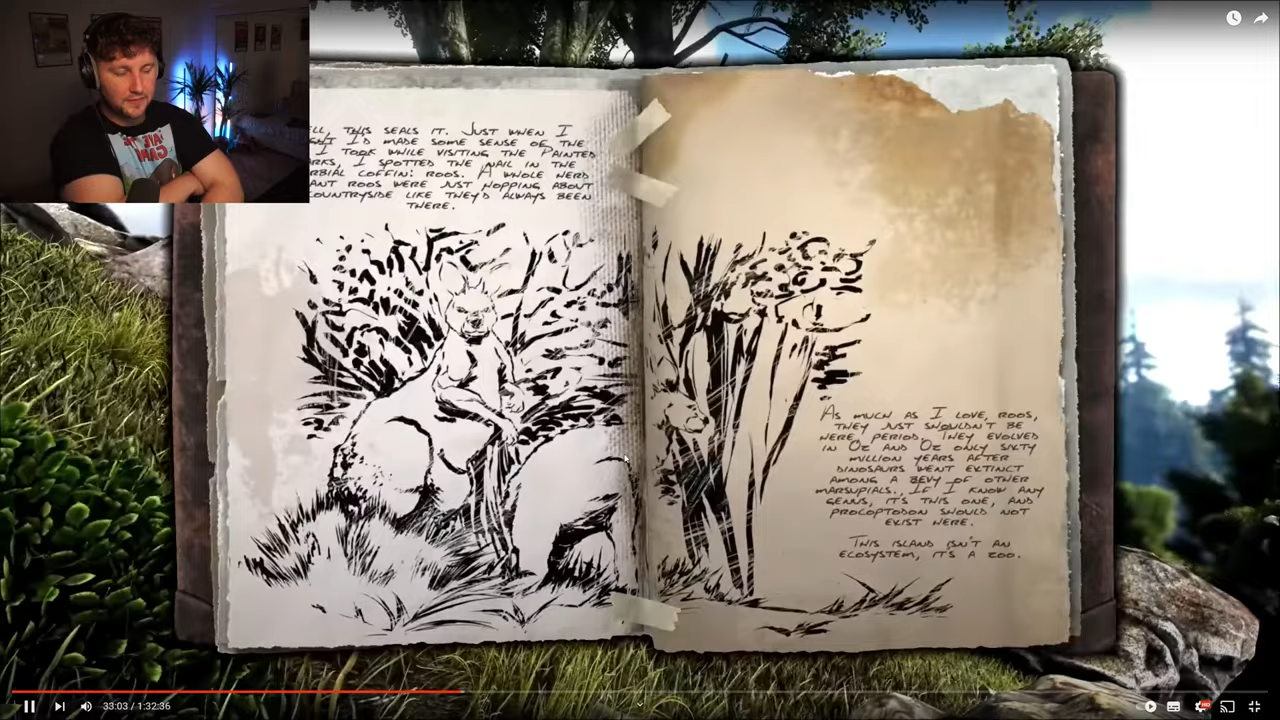 ELL, THIS SEALS IT. JUST WHEN I
I'D MADE SOME SENSE OF THE
I TOOK WHILE VISITING THE PAINTED
I SPOTTED THE NAIL IN THE
COFFIN: ROOS. A WHOLE HERD
ROOS WERE JUST HOPPING ABOUT
COUNTRYSIDE LIKE THEY'D ALWAYS BEEN
THERE.
AS MUCH AS I LOVE, ROOS,
THEY JUST SHOULDN'T BE
HERE, PERIOD. THEY EVOLVED
IN OZ AND OZ ONLY SIXTY
MILLION YEARS AFTER
DINOSAURS WENT EXTINCT
AMONG A BEVY OF OTHER
MARSUPIALS. IF I KNOW ANY
GENUS, IT'S THIS ONE, AND
PROCOPTODON SHOULD NOT
EXIST HERE.
THIS ISLAND ISN'T AN
ECOSYSTEM, IT'S A ZOO.
33:03 / 1:32:36
HD